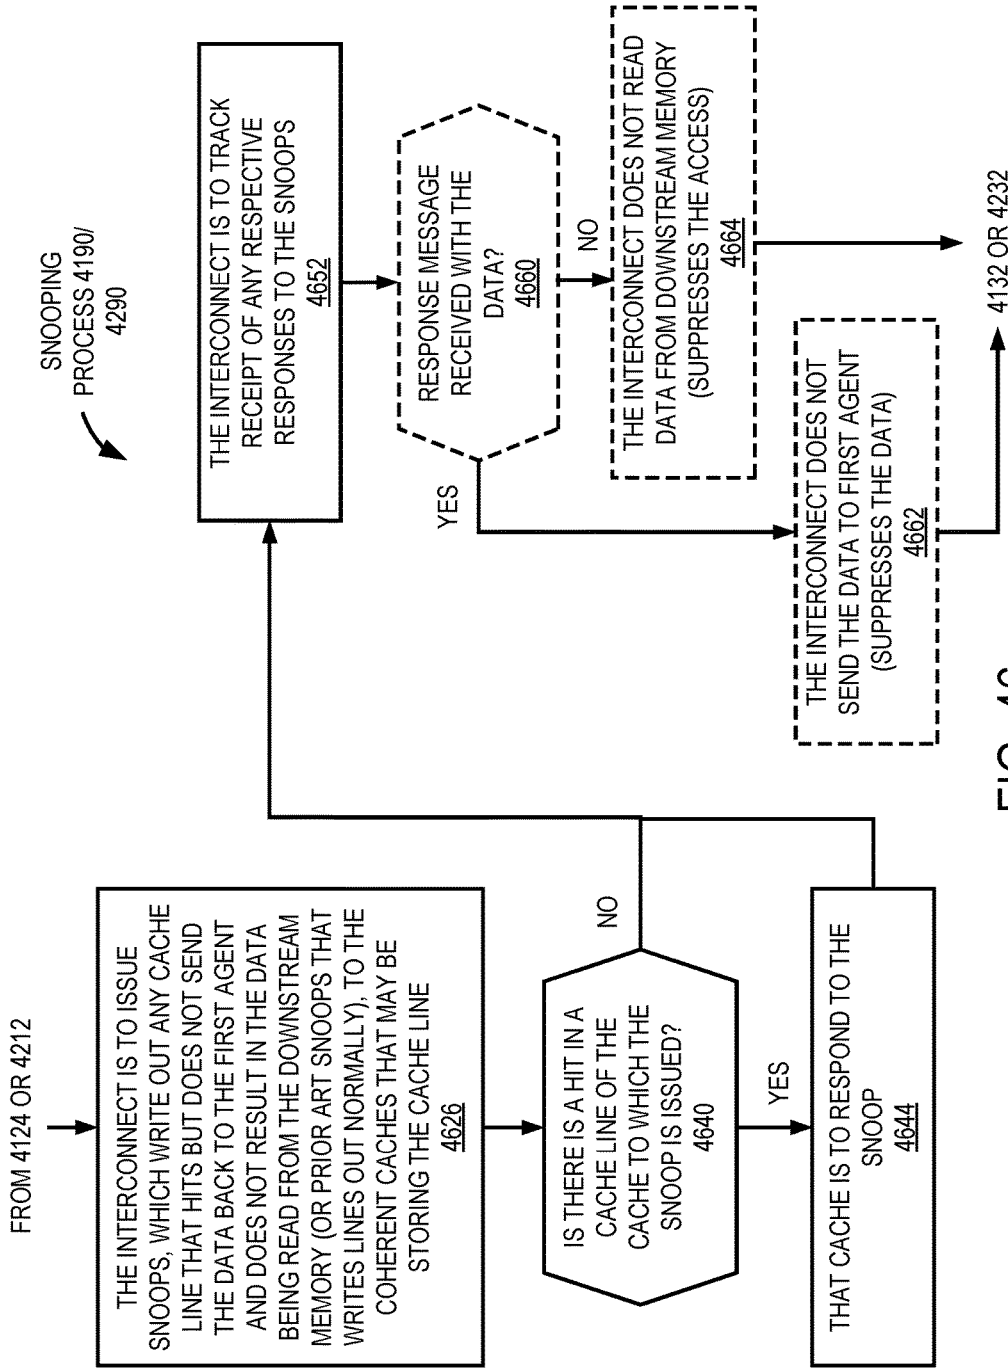 SNOOPING
PROCESS 4190/
4290
FROM 4124 OR 4212
THE INTERCONNECT IS TO ISSUE
SNOOPS, WHICH WRITE OUT ANY CACHE
LINE THAT HITS BUT DOES NOT SEND
THE DATA BACK TO THE FIRST AGENT
AND DOES NOT RESULT IN THE DATA
BEING READ FROM THE DOWNSTREAM
MEMORY (OR PRIOR ART SNOOPS THAT
WRITES LINES OUT NORMALLY), TO THE
COHERENT CACHES THAT MAY BE
STORING THE CACHE LINE
4626
IS THERE IS A HIT IN A
CACHE LINE OF THE
CACHE TO WHICH THE
SNOOP IS ISSUED?
4640
NO
YES
THAT CACHE IS TO RESPOND TO THE
SNOOP
4644
THE INTERCONNECT IS TO TRACK
RECEIPT OF ANY RESPECTIVE
RESPONSES TO THE SNOOPS
4652
RESPONSE MESSAGE
RECEIVED WITH THE
DATA?
4660
YES
NO
THE INTERCONNECT DOES NOT READ
DATA FROM DOWNSTREAM MEMORY
(SUPPRESSES THE ACCESS)
4664
THE INTERCONNECT DOES NOT
SEND THE DATA TO FIRST AGENT
(SUPPRESSES THE DATA)
4662
4132 OR 4232
FIG. 46